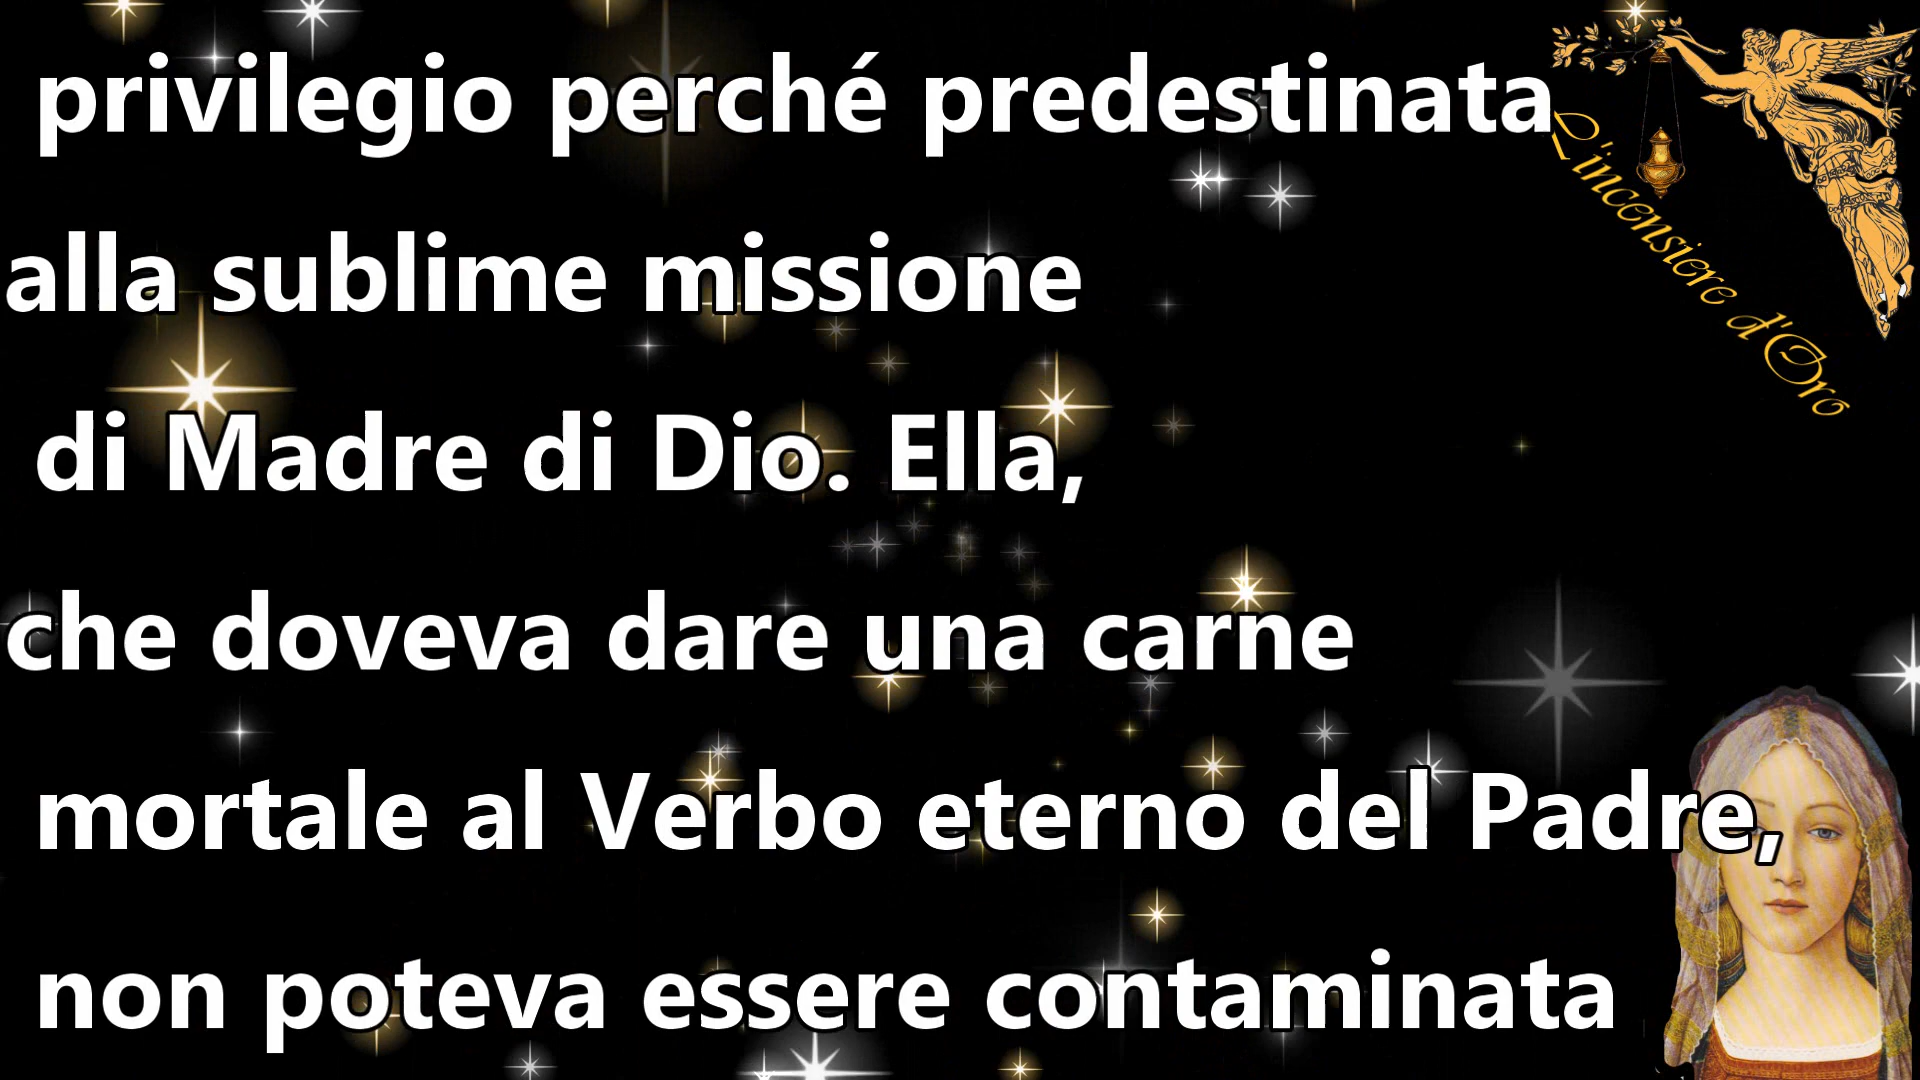 privilegio perché predestinata
alla sublime missione
di Madre di Dio. Ella,
che doveva dare una carne
mortale al Verbo eterno del Padre,
non poteva essere contaminata
L'incensiere d'Oro